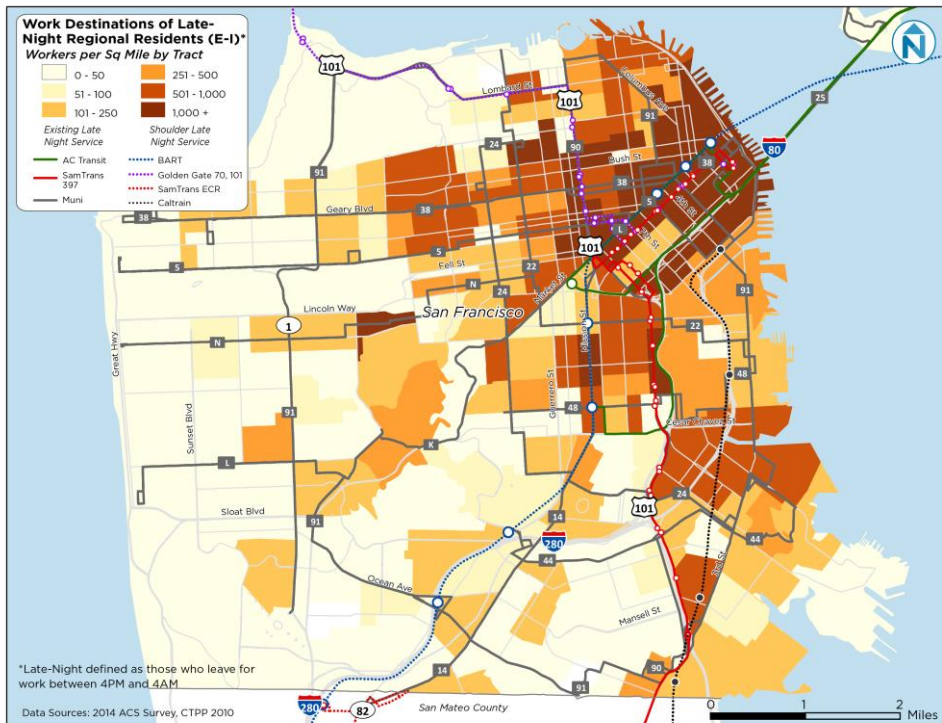 Work Destinations of Late-
Night Regional Residents (E-I)*
Workers per Sq Mile by Tract
0 - 50
251 - 500
51 - 100
501 - 1,000
101 - 250
1,000 +
Existing Late
Night Service
Shoulder Late
Night Service
AC Transit
BART
SamTrans
397
Golden Gate 70, 101
SamTrans ECR
Muni
Caltrain
N
101
Lombard St
101
Columbus Ave
91
25
80
24
90
Bush St
38
91
38
5
5th St
Geary Blvd
38
38
L
7th St
101
5
5
Fell St
22
Market St
N
24
Lincoln Way
San Francisco
1
N
Mission St
22
91
Great Hwy
Sunset Blvd
Guerrero St
48
91
48
Cesar Chavez St
K
L
24
Sloat Blvd
91
14
101
280
44
44
3rd St
Ocean Ave
Mansell St
*Late-Night defined as those who leave for
work between 4PM and 4AM
14
90
91
280
82
San Mateo County
Data Sources: 2014 ACS Survey, CTPP 2010
0
1
2
Miles